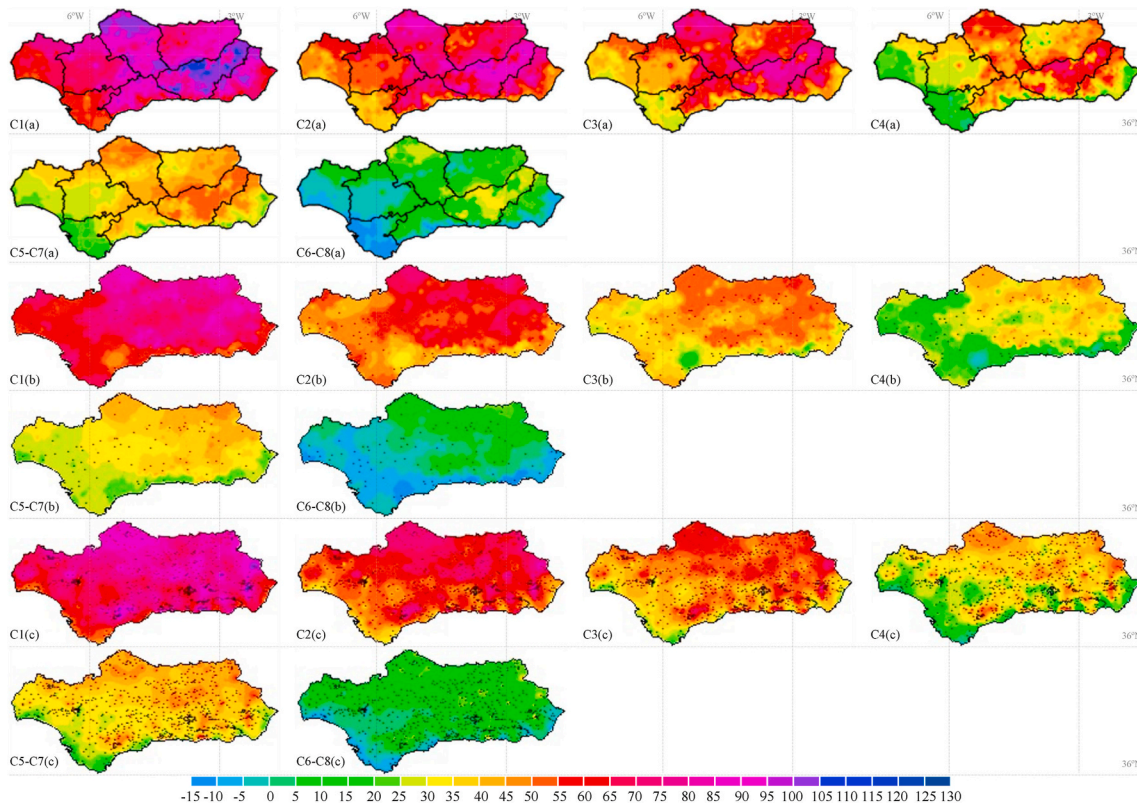 6°W 3°W 6°W 3°W 6°W 3°W 6°W 3°W
C1(a) C2(a) C3(a) C4(a) 36°N
C5-C7(a) C6-C8(a) 36°N
C1(b) C2(b) C3(b) C4(b) 36°N
C5-C7(b) C6-C8(b) 36°N
C1(c) C2(c) C3(c) C4(c) 36°N
C5-C7(c) C6-C8(c) 36°N
-15 -10 -5 0 5 10 15 20 25 30 35 40 45 50 55 60 65 70 75 85 90 95 100 105 110 115 120 125 130